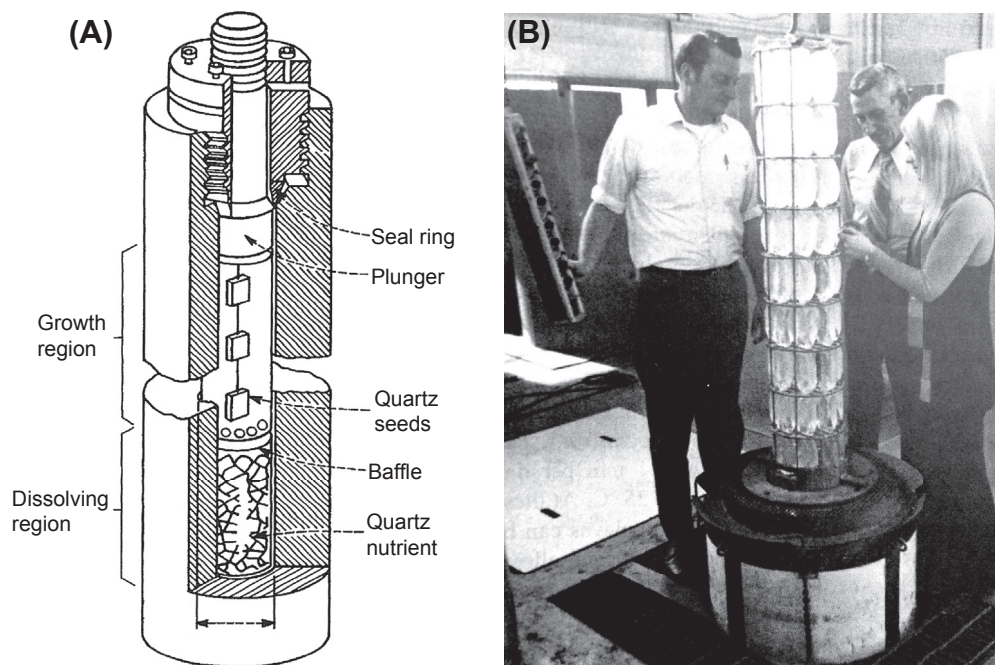 (A)
Seal ring
Plunger
Growth
region
Quartz
seeds
Baffle
Dissolving
region
Quartz
nutrient
(B)